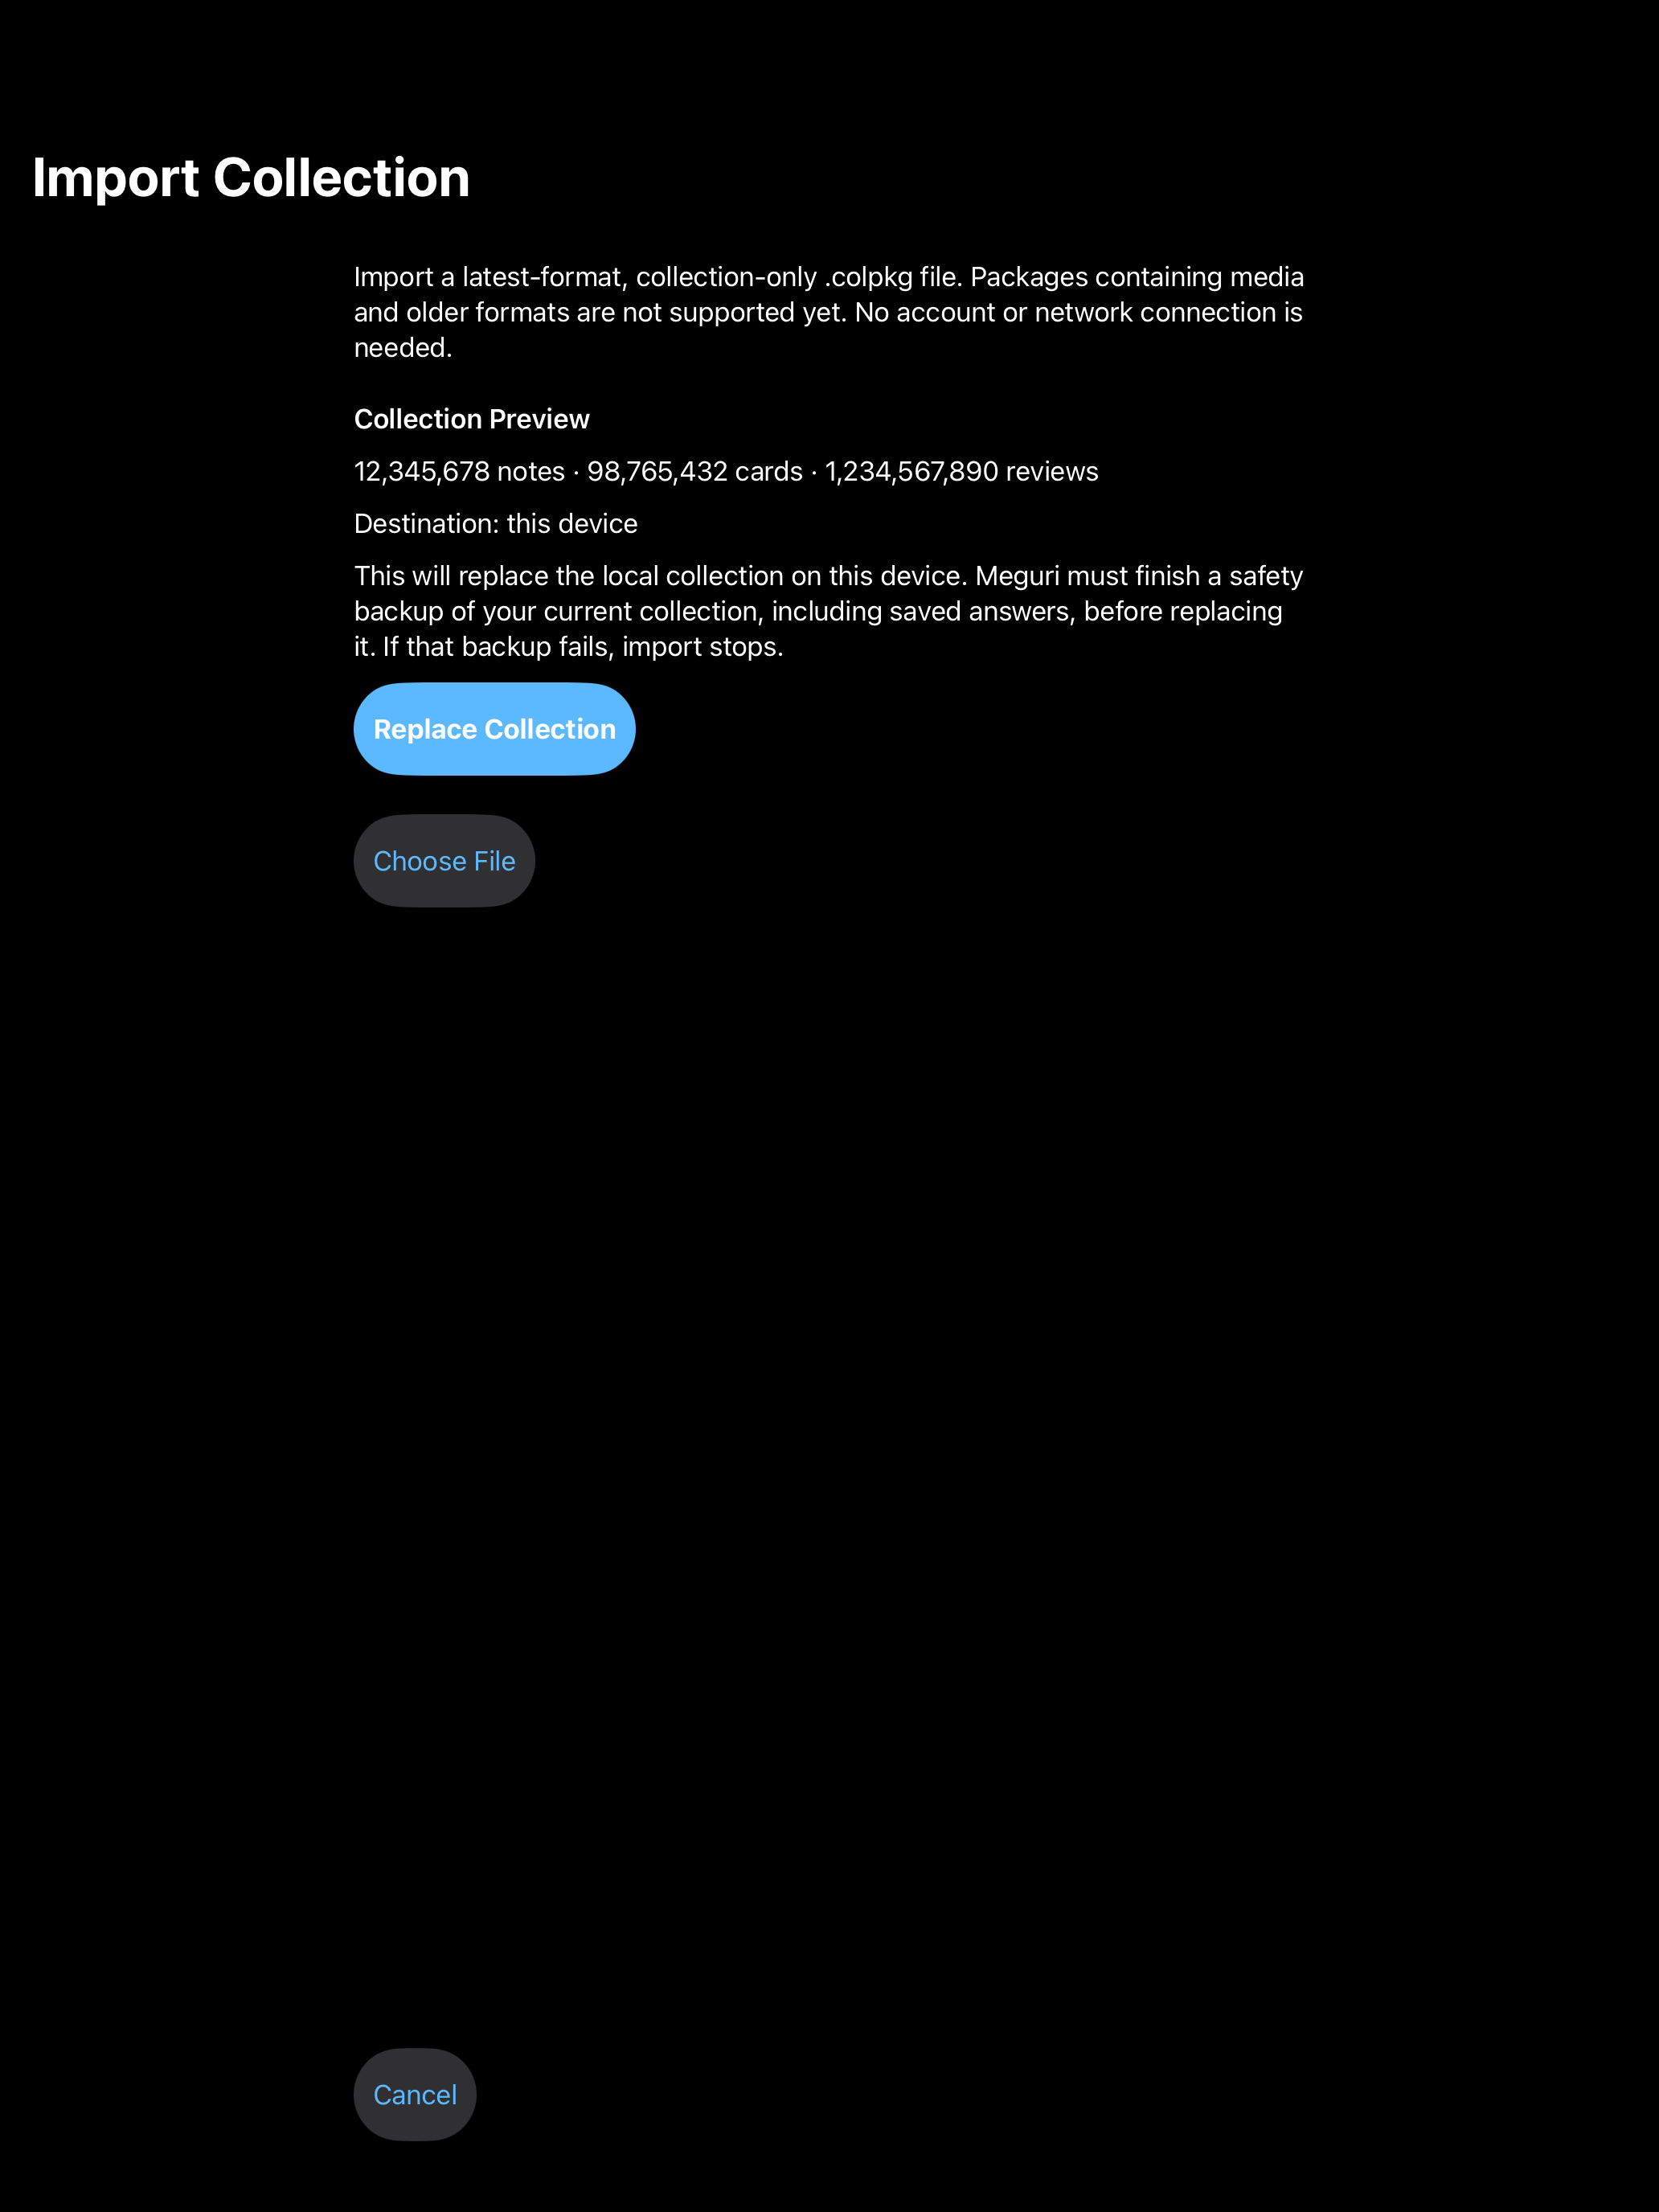 Import Collection
Import a latest-format, collection-only .colpkg file. Packages containing media
and older formats are not supported yet. No account or network connection is
needed.
Collection Preview
12,345,678 notes · 98,765,432 cards · 1,234,567,890 reviews
Destination: this device
This will replace the local collection on this device. Meguri must finish a safety
backup of your current collection, including saved answers, before replacing
it. If that backup fails, import stops.
Replace Collection
Choose File
Cancel